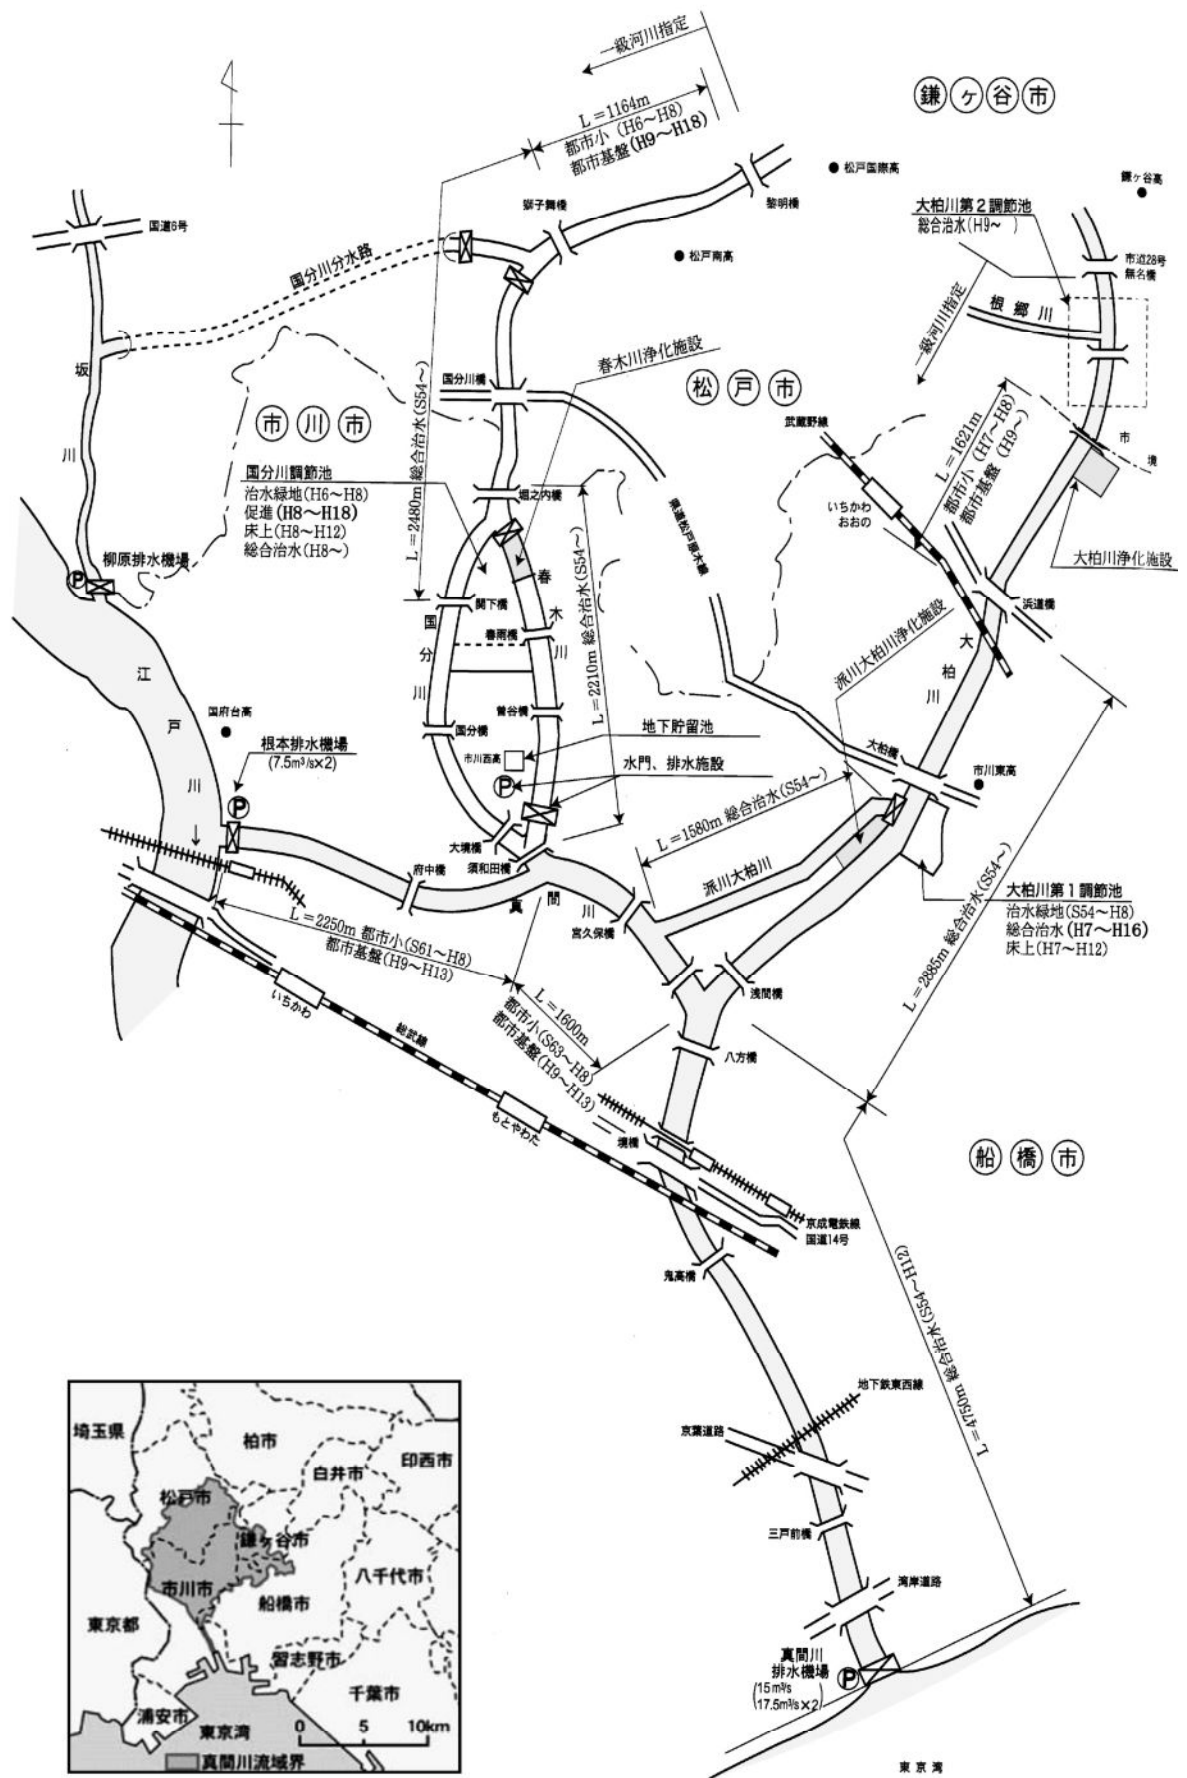 一級河川指定
L＝1164m
都市小（H6～H8）
都市基盤(H9～H18)
鎌ヶ谷市
松戸国際高
鎌ヶ谷高
黎明橋
獅子舞橋
松戸南高
大柏川第２調節池
総合治水(H9～　)
市道28号
無名橋
国道6号
国分川分水路
一級河川指定
根郷川
春木川浄化施設
国分川橋
松戸市
武蔵野線
L＝1621m
都市小（H7～H8）
都市基盤（H9～）
市境
坂川
市川市
L＝2480m 総合治水(S54～)
国分川調節池
治水緑地(H6～H8)
促進(H8～H18)
床上(H8～H12)
総合治水(H8～)
堀之内橋
県道松戸原木線
いちかわ
おおの
大柏川浄化施設
柳原排水機場
P
関下橋
春木川
春雨橋
国分川
L＝2210m 総合治水(S54～)
浜道橋
大柏川
派川大柏川浄化施設
江戸川
国府台高
曽谷橋
国分橋
地下貯留池
市川西高
水門、排水施設
P
大柏橋
市川東高
根本排水機場
(7.5m³/s×2)
P
L＝1580m 総合治水(S54～)
大境橋
須和田橋
府中橋
真間川
宮久保橋
派川大柏川
大柏川第１調節池
治水緑地(S54～H8)
総合治水(H7～H16)
床上(H7～H12)
L＝2250m 都市小(S61～H8)
都市基盤(H9～H13)
L＝2885m 総合治水(S54～)
浅間橋
いちかわ
L＝1600m
都市小(S63～H8)
都市基盤(H9～H13)
八方橋
総武線
もとやわた
境橋
船橋市
京成電鉄線
国道14号
鬼高橋
L＝4750m 総合治水(S54～H12)
地下鉄東西線
京葉道路
三戸前橋
湾岸道路
真間川
排水機場
P
(15m³/s
17.5m³/s×2)
東京湾
埼玉県
柏市
印西市
白井市
松戸市
鎌ヶ谷市
八千代市
市川市
船橋市
東京都
習志野市
千葉市
浦安市
東京湾
0 5 10km
真間川流域界